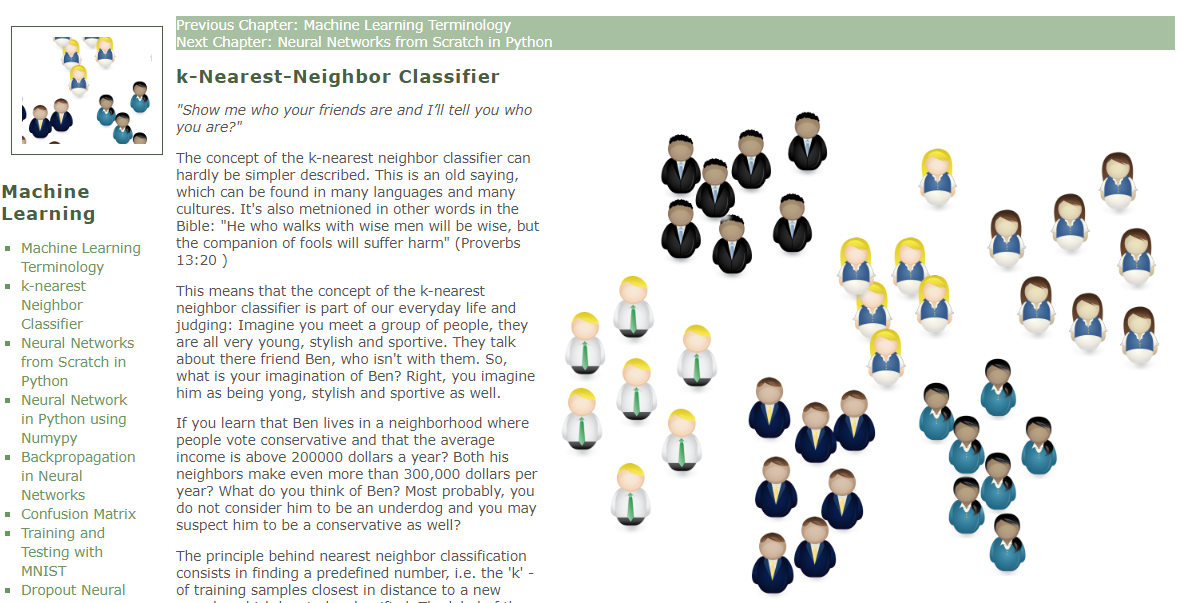 Previous Chapter: Machine Learning Terminology
Next Chapter: Neural Networks from Scratch in Python
Machine
Learning
Machine Learning
Terminology
k-nearest
Neighbor
Classifier
Neural Networks
from Scratch in
Python
Neural Network
in Python using
Numypy
Backpropagation
in Neural
Networks
Confusion Matrix
Training and
Testing with
MNIST
Dropout Neural
k-Nearest-Neighbor Classifier
"Show me who your friends are and I'll tell you who
you are?"
The concept of the k-nearest neighbor classifier can
hardly be simpler described. This is an old saying,
which can be found in many languages and many
cultures. It's also metnioned in other words in the
Bible: "He who walks with wise men will be wise, but
the companion of fools will suffer harm" (Proverbs
13:20 )
This means that the concept of the k-nearest
neighbor classifier is part of our everyday life and
judging: Imagine you meet a group of people, they
are all very young, stylish and sportive. They talk
about there friend Ben, who isn't with them. So,
what is your imagination of Ben? Right, you imagine
him as being yong, stylish and sportive as well.
If you learn that Ben lives in a neighborhood where
people vote conservative and that the average
income is above 200000 dollars a year? Both his
neighbors make even more than 300,000 dollars per
year? What do you think of Ben? Most probably, you
do not consider him to be an underdog and you may
suspect him to be a conservative as well?
The principle behind nearest neighbor classification
consists in finding a predefined number, i.e. the 'k' -
of training samples closest in distance to a new